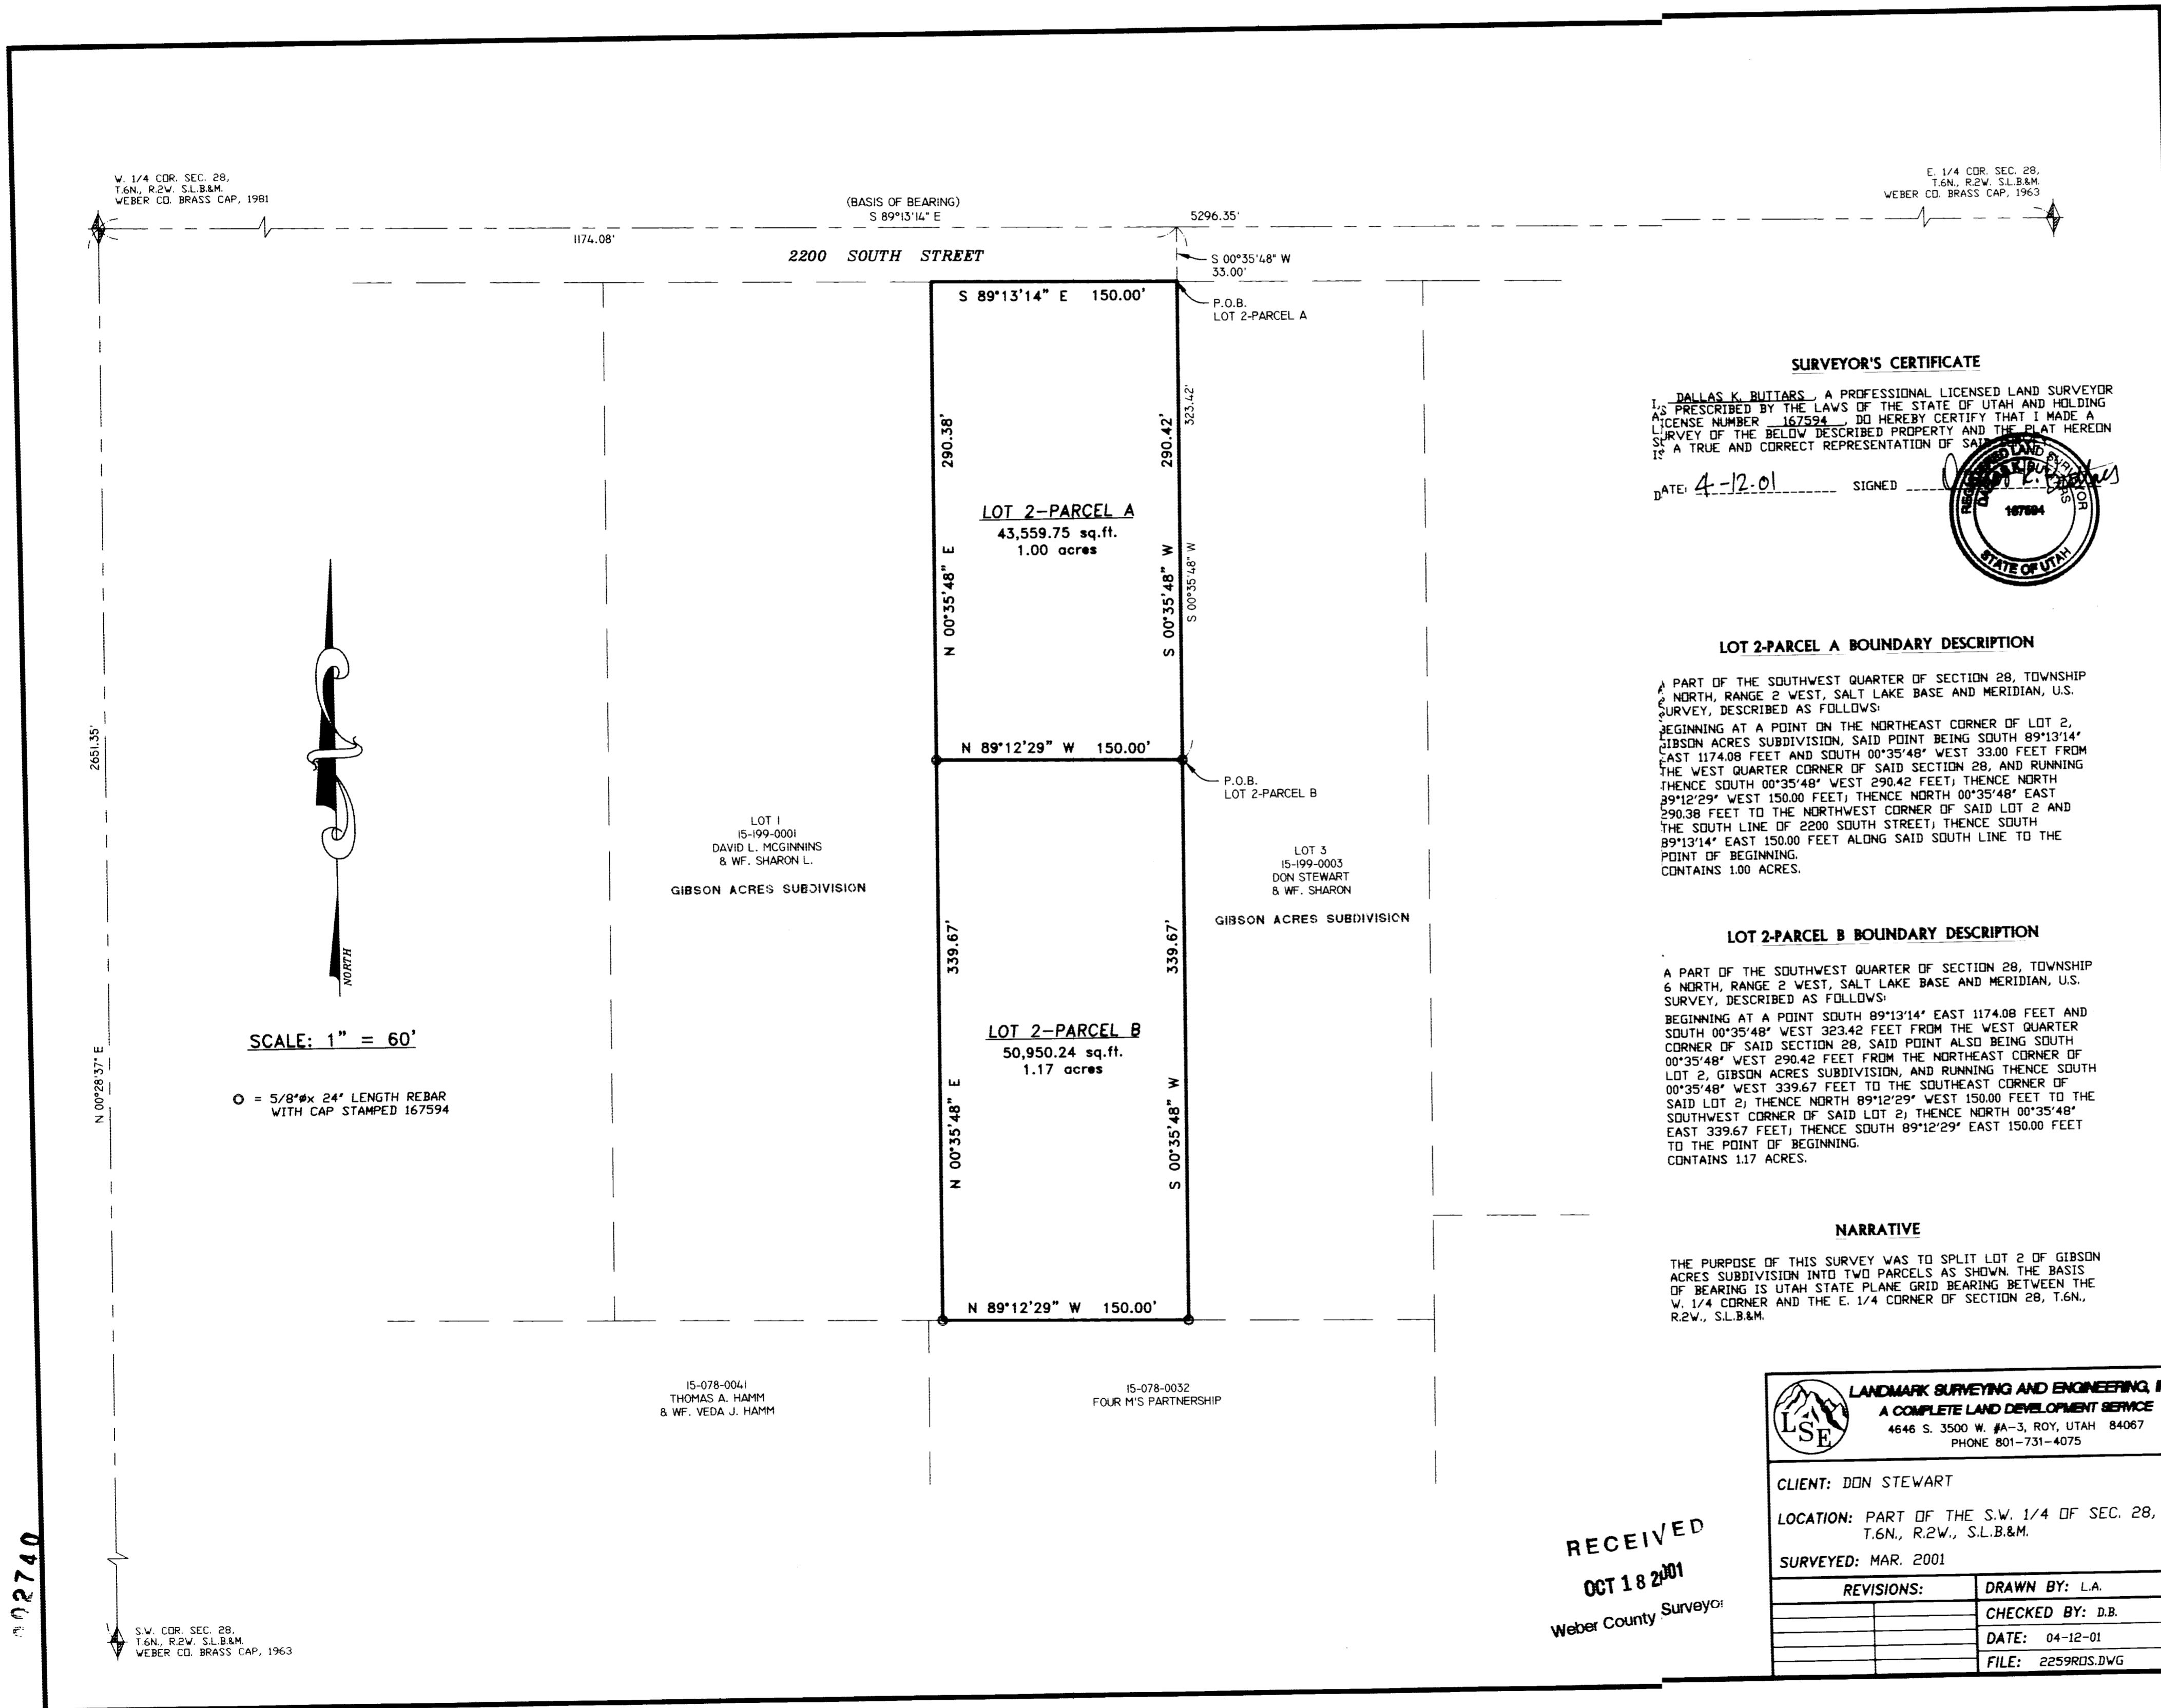 W. 1/4 COR. SEC. 28,
T.6N., R.2W. S.L.B.&M.
WEBER CO. BRASS CAP, 1981
E. 1/4 COR. SEC. 28,
T.6N., R.2W. S.L.B.&M.
WEBER CO. BRASS CAP, 1963
(BASIS OF BEARING)
S 89°13'14" E
5296.35'
1174.08'
2200 SOUTH STREET
S 00°35'48" W
33.00'
S 89°13'14" E 150.00'
P.O.B.
LOT 2-PARCEL A
290.38'
N 00°35'48" E
290.42'
S 00°35'48" W
323.42'
S 00°35'48" W
LOT 2-PARCEL A
43,559.75 sq.ft.
1.00 acres
N 89°12'29" W 150.00'
P.O.B.
LOT 2-PARCEL B
2651.35'
N 00°28'37" E
NORTH
SCALE: 1" = 60'
O = 5/8"øx 24" LENGTH REBAR
WITH CAP STAMPED 167594
LOT 1
15-199-0001
DAVID L. MCGINNINS
& WF. SHARON L.
GIBSON ACRES SUBDIVISION
LOT 3
15-199-0003
DON STEWART
& WF. SHARON
GIBSON ACRES SUBDIVISION
339.67'
N 00°35'48" E
339.67'
S 00°35'48" W
LOT 2-PARCEL B
50,950.24 sq.ft.
1.17 acres
N 89°12'29" W 150.00'
15-078-0041
THOMAS A. HAMM
& WF. VEDA J. HAMM
15-078-0032
FOUR M'S PARTNERSHIP
S.W. COR. SEC. 28,
T.6N., R.2W. S.L.B.&M.
WEBER CO. BRASS CAP, 1963
002740
SURVEYOR'S CERTIFICATE
I, DALLAS K. BUTTARS, A PROFESSIONAL LICENSED LAND SURVEYOR
AS PRESCRIBED BY THE LAWS OF THE STATE OF UTAH AND HOLDING
LICENSE NUMBER 167594, DO HEREBY CERTIFY THAT I MADE A
SURVEY OF THE BELOW DESCRIBED PROPERTY AND THE PLAT HEREON
IS A TRUE AND CORRECT REPRESENTATION OF SAID SURVEY.
DATE: 4-12-01 SIGNED
REGISTERED LAND SURVEYOR
DALLAS K. BUTTARS
167594
STATE OF UTAH
LOT 2-PARCEL A BOUNDARY DESCRIPTION
A PART OF THE SOUTHWEST QUARTER OF SECTION 28, TOWNSHIP
NORTH, RANGE 2 WEST, SALT LAKE BASE AND MERIDIAN, U.S.
SURVEY, DESCRIBED AS FOLLOWS:
BEGINNING AT A POINT ON THE NORTHEAST CORNER OF LOT 2,
GIBSON ACRES SUBDIVISION, SAID POINT BEING SOUTH 89°13'14"
EAST 1174.08 FEET AND SOUTH 00°35'48" WEST 33.00 FEET FROM
THE WEST QUARTER CORNER OF SAID SECTION 28, AND RUNNING
THENCE SOUTH 00°35'48" WEST 290.42 FEET; THENCE NORTH
89°12'29" WEST 150.00 FEET; THENCE NORTH 00°35'48" EAST
290.38 FEET TO THE NORTHWEST CORNER OF SAID LOT 2 AND
THE SOUTH LINE OF 2200 SOUTH STREET; THENCE SOUTH
89°13'14" EAST 150.00 FEET ALONG SAID SOUTH LINE TO THE
POINT OF BEGINNING.
CONTAINS 1.00 ACRES.
LOT 2-PARCEL B BOUNDARY DESCRIPTION
A PART OF THE SOUTHWEST QUARTER OF SECTION 28, TOWNSHIP
6 NORTH, RANGE 2 WEST, SALT LAKE BASE AND MERIDIAN, U.S.
SURVEY, DESCRIBED AS FOLLOWS:
BEGINNING AT A POINT SOUTH 89°13'14" EAST 1174.08 FEET AND
SOUTH 00°35'48" WEST 323.42 FEET FROM THE WEST QUARTER
CORNER OF SAID SECTION 28, SAID POINT ALSO BEING SOUTH
00°35'48" WEST 290.42 FEET FROM THE NORTHEAST CORNER OF
LOT 2, GIBSON ACRES SUBDIVISION, AND RUNNING THENCE SOUTH
00°35'48" WEST 339.67 FEET TO THE SOUTHEAST CORNER OF
SAID LOT 2; THENCE NORTH 89°12'29" WEST 150.00 FEET TO THE
SOUTHWEST CORNER OF SAID LOT 2; THENCE NORTH 00°35'48"
EAST 339.67 FEET; THENCE SOUTH 89°12'29" EAST 150.00 FEET
TO THE POINT OF BEGINNING.
CONTAINS 1.17 ACRES.
NARRATIVE
THE PURPOSE OF THIS SURVEY WAS TO SPLIT LOT 2 OF GIBSON
ACRES SUBDIVISION INTO TWO PARCELS AS SHOWN. THE BASIS
OF BEARING IS UTAH STATE PLANE GRID BEARING BETWEEN THE
W. 1/4 CORNER AND THE E. 1/4 CORNER OF SECTION 28, T.6N.,
R.2W., S.L.B.&M.
RECEIVED
OCT 18 2001
Weber County Surveyor
LSE
LANDMARK SURVEYING AND ENGINEERING,
A COMPLETE LAND DEVELOPMENT SERVICE
4646 S. 3500 W. #A-3, ROY, UTAH 84067
PHONE 801-731-4075
CLIENT: DON STEWART
LOCATION: PART OF THE S.W. 1/4 OF SEC. 28,
T.6N., R.2W., S.L.B.&M.
SURVEYED: MAR. 2001
REVISIONS:
DRAWN BY: L.A.
CHECKED BY: D.B.
DATE: 04-12-01
FILE: 2259ROS.DWG